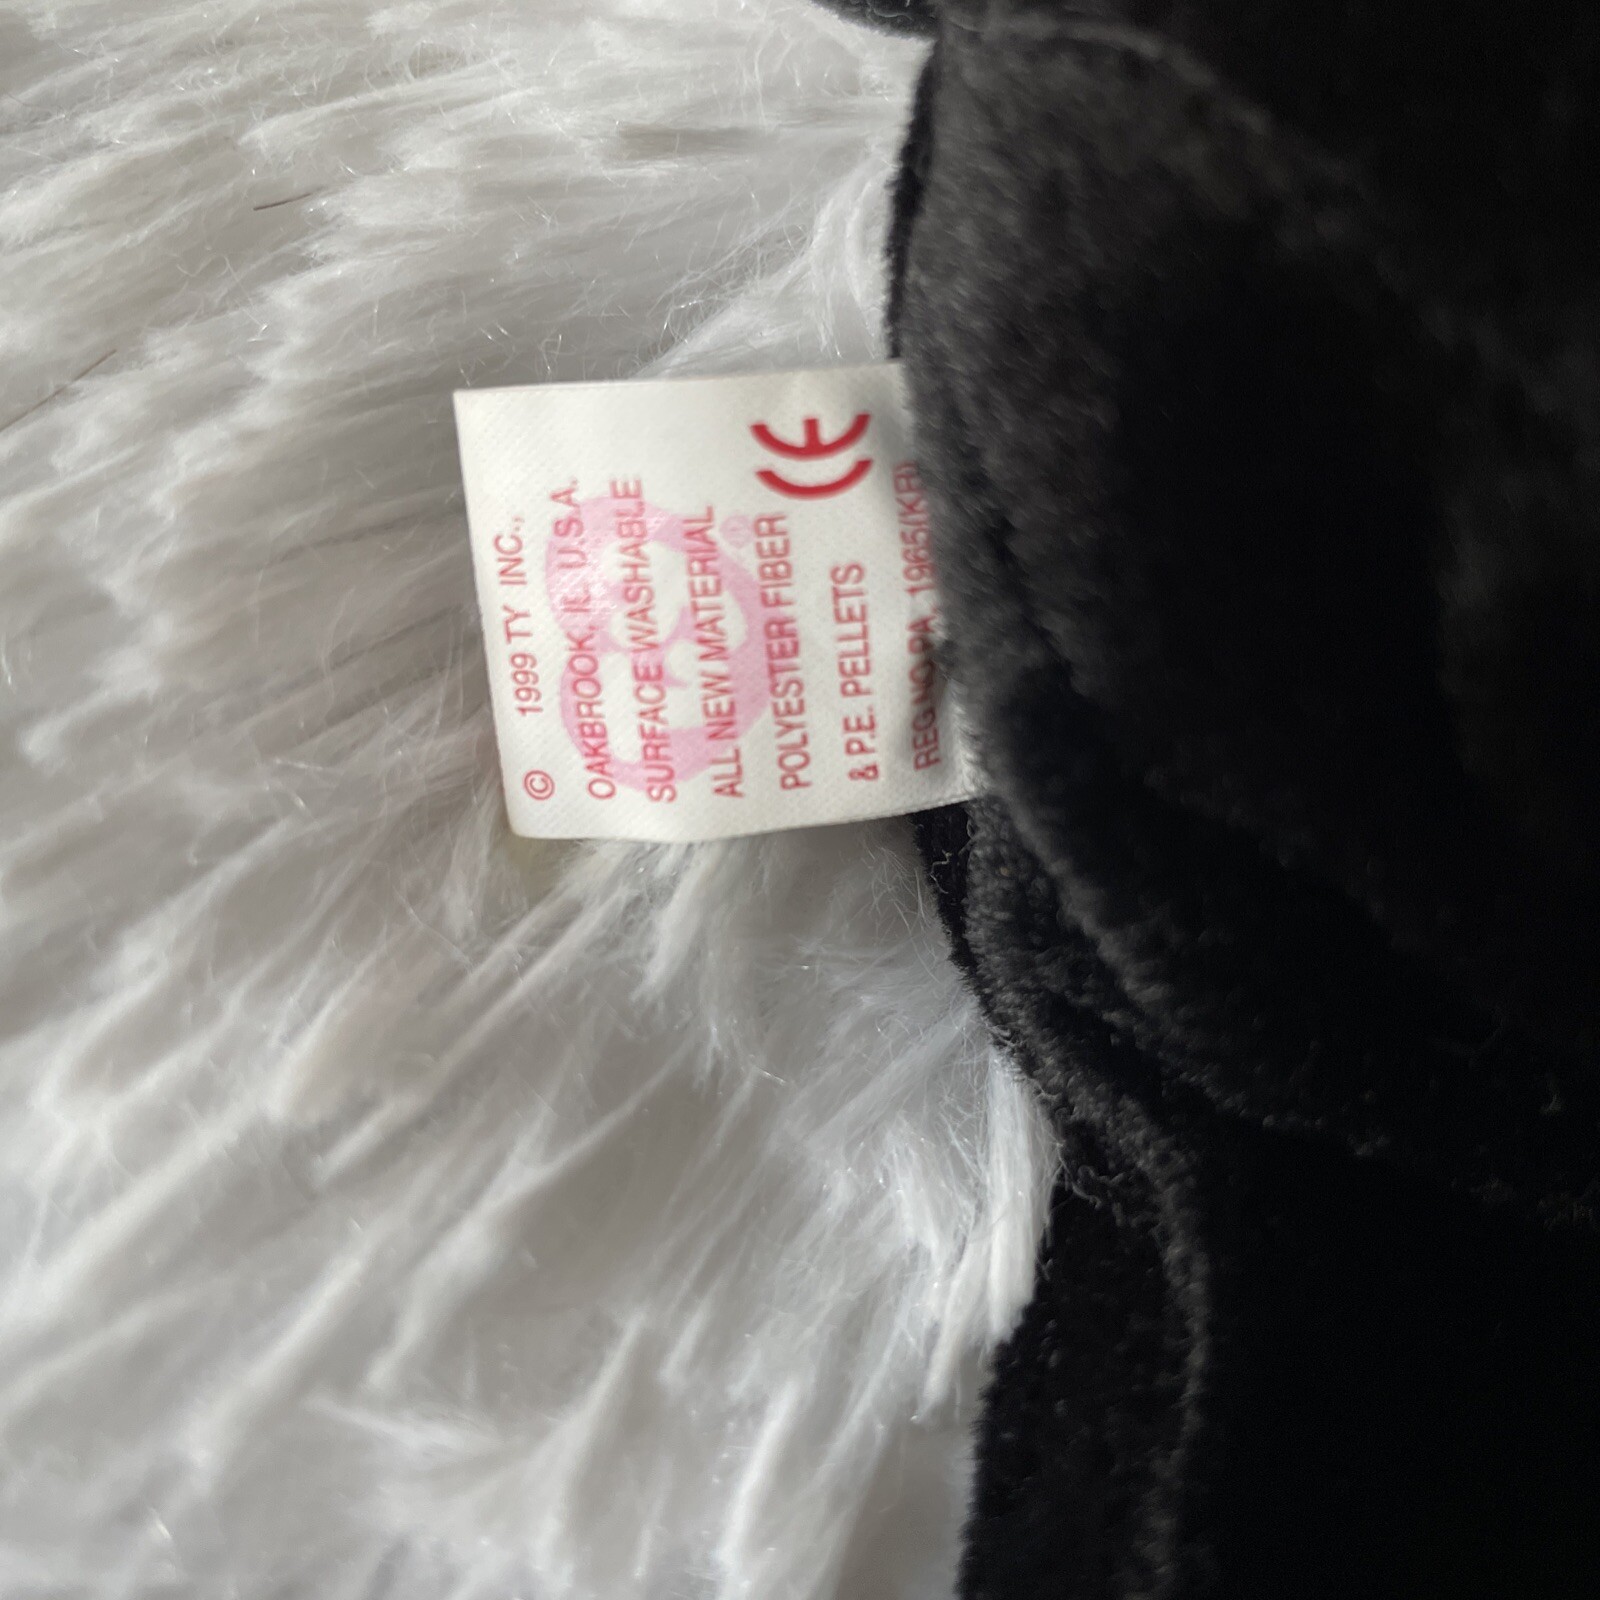 © 1999 TY INC.,
OAKBROOK, IL U.S.A.
SURFACE WASHABLE
ALL NEW MATERIAL
POLYESTER FIBER
& P.E. PELLETS CE
REG NO PA. 1965(KR)